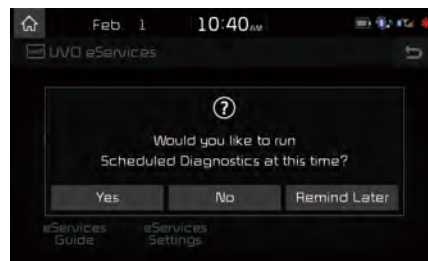 Feb. 1 10:40AM
UVO eServices
Would you like to run
Scheduled Diagnostics at this time?
Yes No Remind Later
eServices eServices
Guide Settings